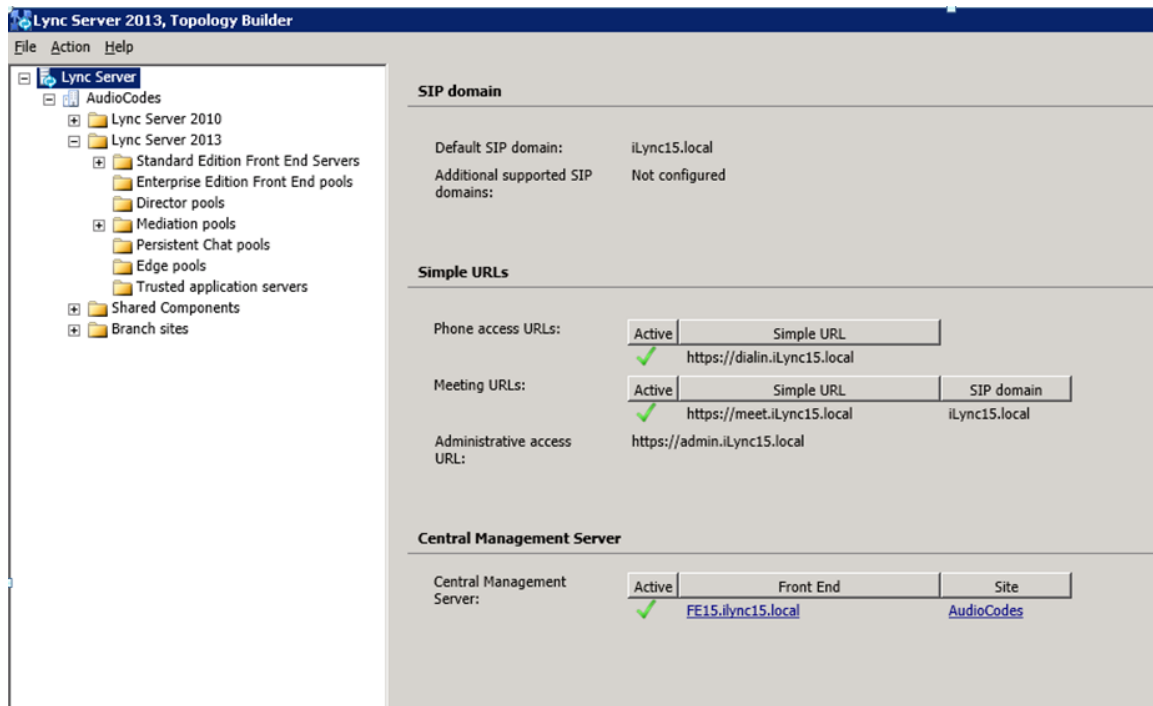 Lync Server 2013, Topology Builder
File Action Help
Lync Server
AudioCodes
Lync Server 2010
Lync Server 2013
Standard Edition Front End Servers
Enterprise Edition Front End pools
Director pools
Mediation pools
Persistent Chat pools
Edge pools
Trusted application servers
Shared Components
Branch sites
SIP domain
Default SIP domain: iLync15.local
Additional supported SIP Not configured
domains:
Simple URLs
Phone access URLs: Active Simple URL
https://dialin.iLync15.local
Meeting URLs: Active Simple URL SIP domain
https://meet.iLync15.local iLync15.local
Administrative access https://admin.iLync15.local
URL:
Central Management Server
Central Management Active Front End Site
Server:
FE15.ilync15.local AudioCodes